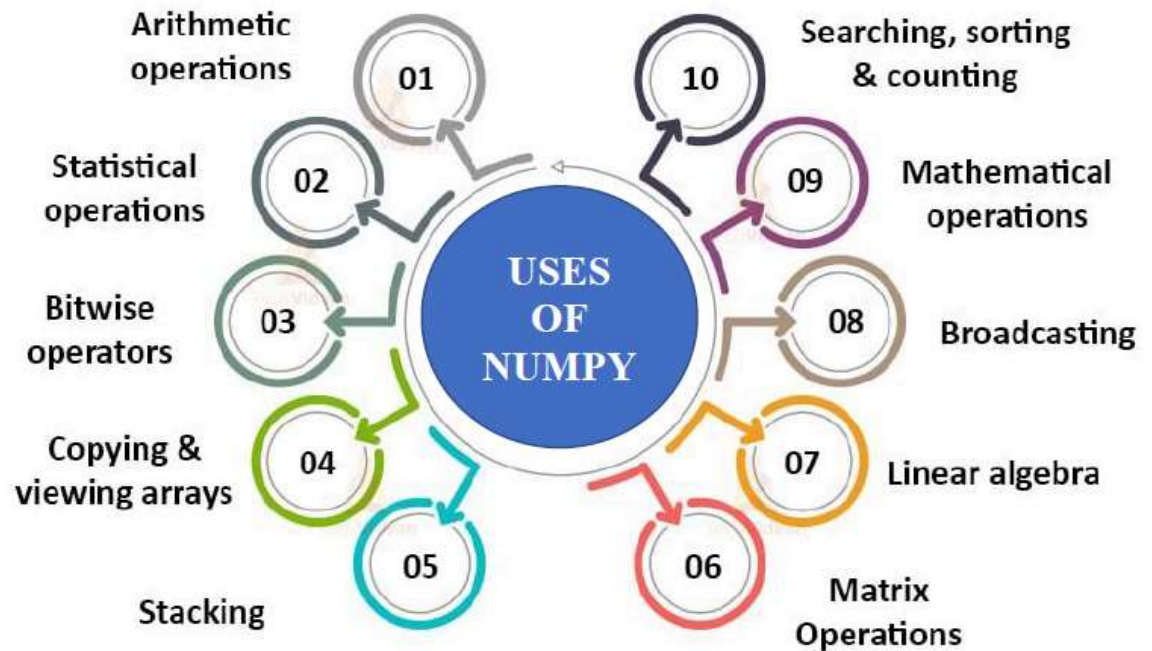 Arithmetic
operations
01
Statistical
operations
02
Bitwise
operators
03
Copying &
viewing arrays
04
Stacking
05
USES
OF
NUMPY
10
Searching, sorting
& counting
09
Mathematical
operations
08
Broadcasting
07
Linear algebra
06
Matrix
Operations